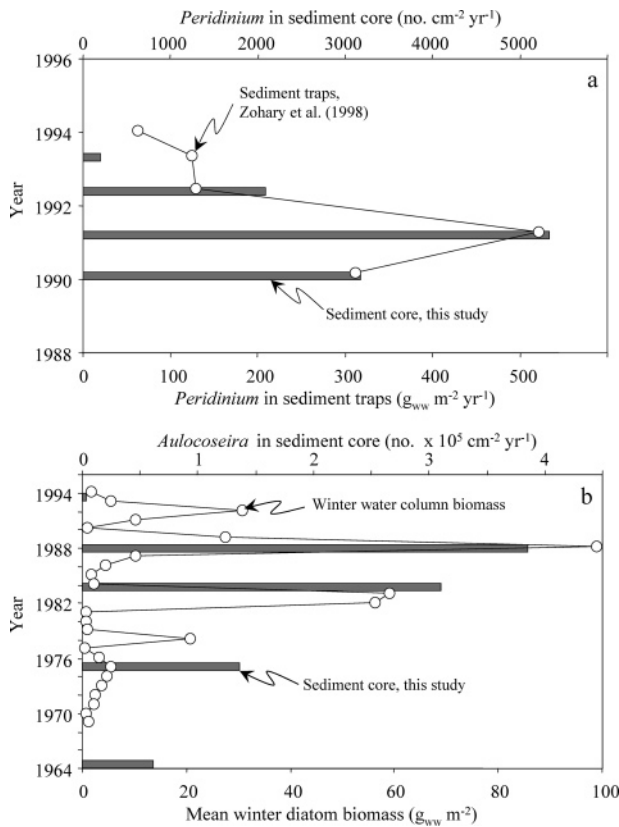 Peridinium in sediment core (no. cm-2 yr-1)
0 1000 2000 3000 4000 5000
a
1996
1994
1992
1990
1988
Year
Sediment traps,
Zohary et al. (1998)
Sediment core, this study
0 100 200 300 400 500
Peridinium in sediment traps (gww m-2 yr-1)
Aulocoseira in sediment core (no. x 105 cm-2 yr-1)
0 1 2 3 4
b
1994
1988
1982
1976
1970
1964
Year
Winter water column biomass
Sediment core, this study
0 20 40 60 80 100
Mean winter diatom biomass (gww m-2)